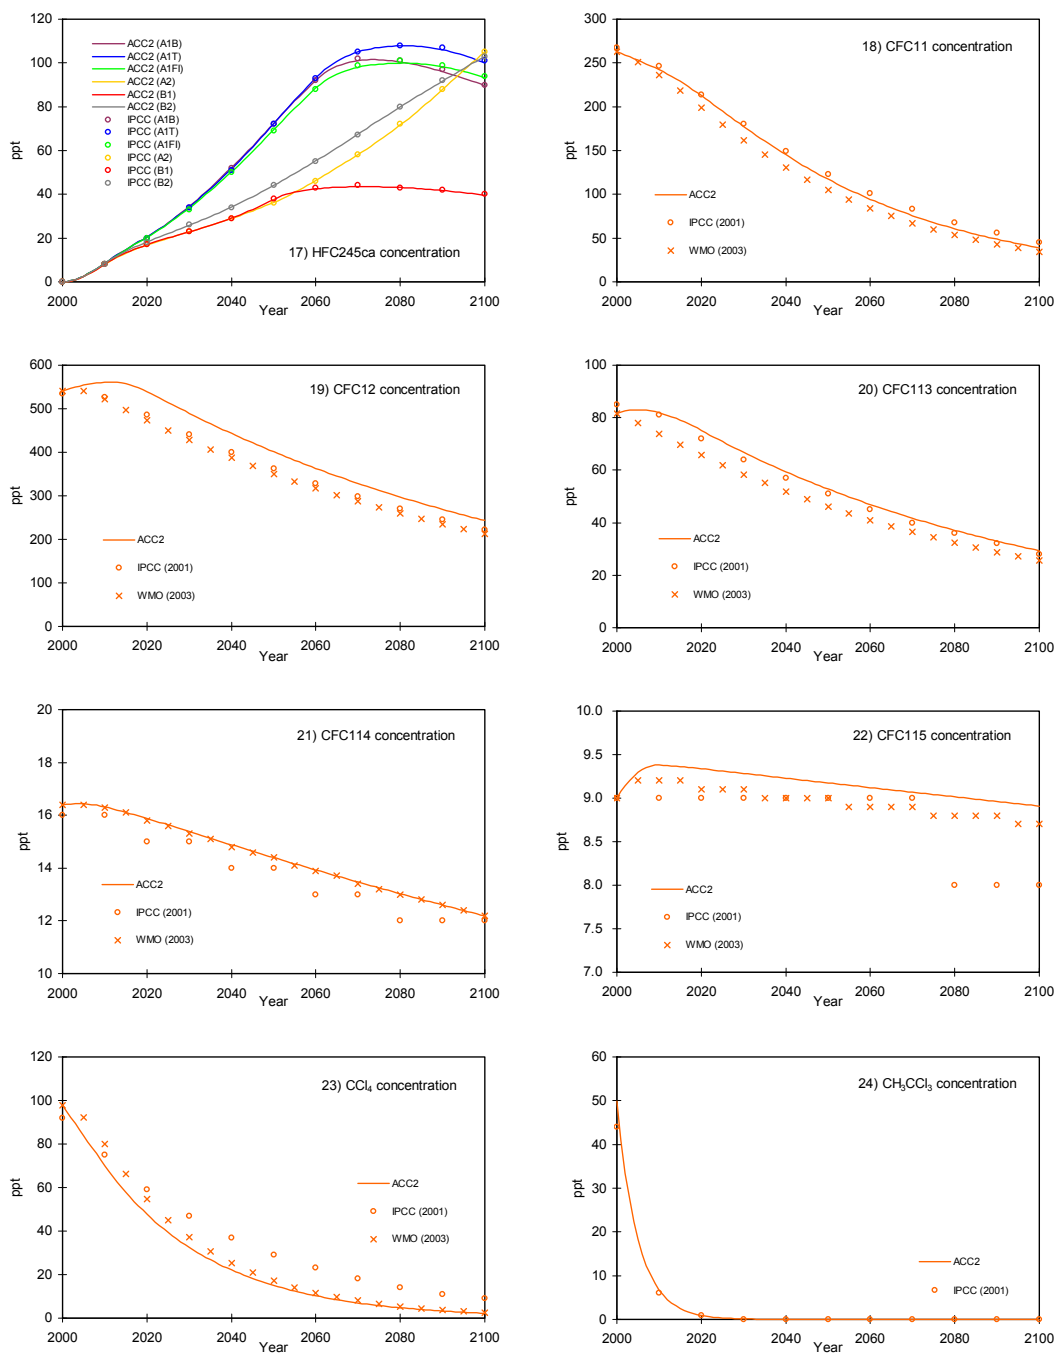 120
100
80
60
40
20
0
ppt
ACC2 (A1B)
ACC2 (A1T)
ACC2 (A1FI)
ACC2 (A2)
ACC2 (B1)
ACC2 (B2)
IPCC (A1B)
IPCC (A1T)
IPCC (A1FI)
IPCC (A2)
IPCC (B1)
IPCC (B2)
17) HFC245ca concentration
2000 2020 2040 2060 2080 2100
Year
300
250
200
150
100
50
0
ppt
18) CFC11 concentration
ACC2
IPCC (2001)
WMO (2003)
2000 2020 2040 2060 2080 2100
Year
600
500
400
300
200
100
0
ppt
19) CFC12 concentration
ACC2
IPCC (2001)
WMO (2003)
2000 2020 2040 2060 2080 2100
Year
100
80
60
40
20
0
ppt
20) CFC113 concentration
ACC2
IPCC (2001)
WMO (2003)
2000 2020 2040 2060 2080 2100
Year
20
18
16
14
12
10
ppt
21) CFC114 concentration
ACC2
IPCC (2001)
WMO (2003)
2000 2020 2040 2060 2080 2100
Year
10.0
9.5
9.0
8.5
8.0
7.5
7.0
ppt
22) CFC115 concentration
ACC2
IPCC (2001)
WMO (2003)
2000 2020 2040 2060 2080 2100
Year
120
100
80
60
40
20
0
ppt
23) CCl₄ concentration
ACC2
IPCC (2001)
WMO (2003)
2000 2020 2040 2060 2080 2100
Year
60
50
40
30
20
10
0
ppt
24) CH₃CCl₃ concentration
ACC2
IPCC (2001)
2000 2020 2040 2060 2080 2100
Year